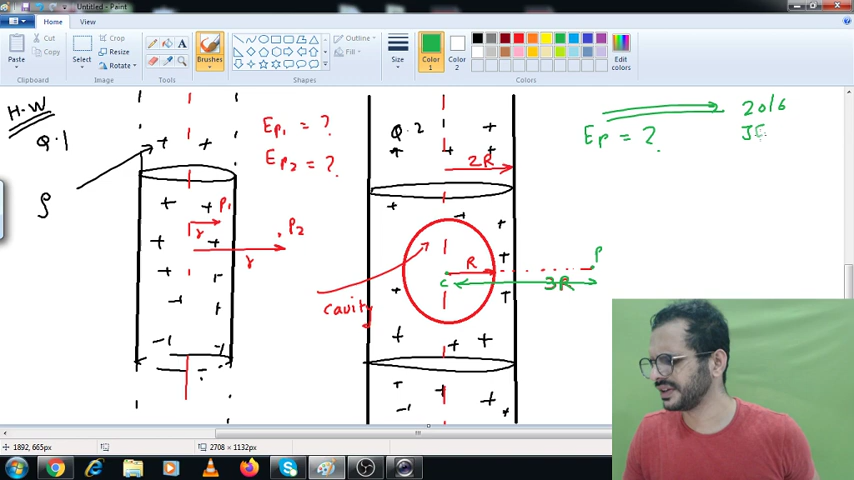 Untitled - Paint
Home
View
Paste
Cut
Copy
Clipboard
Select
Crop
Resize
Rotate
Image
Tools
Brushes
Shapes
Outline
Fill
Size
Color 1
Color 2
Edit colors
Colors
H.W
Q.1
ρ
P1
r
P2
r
Ep1 = ?
Ep2 = ?
Q.2
2R
R
C
P
3R
cavity
Ep = ?
2016
JE
1892, 665px
2708 × 1132px